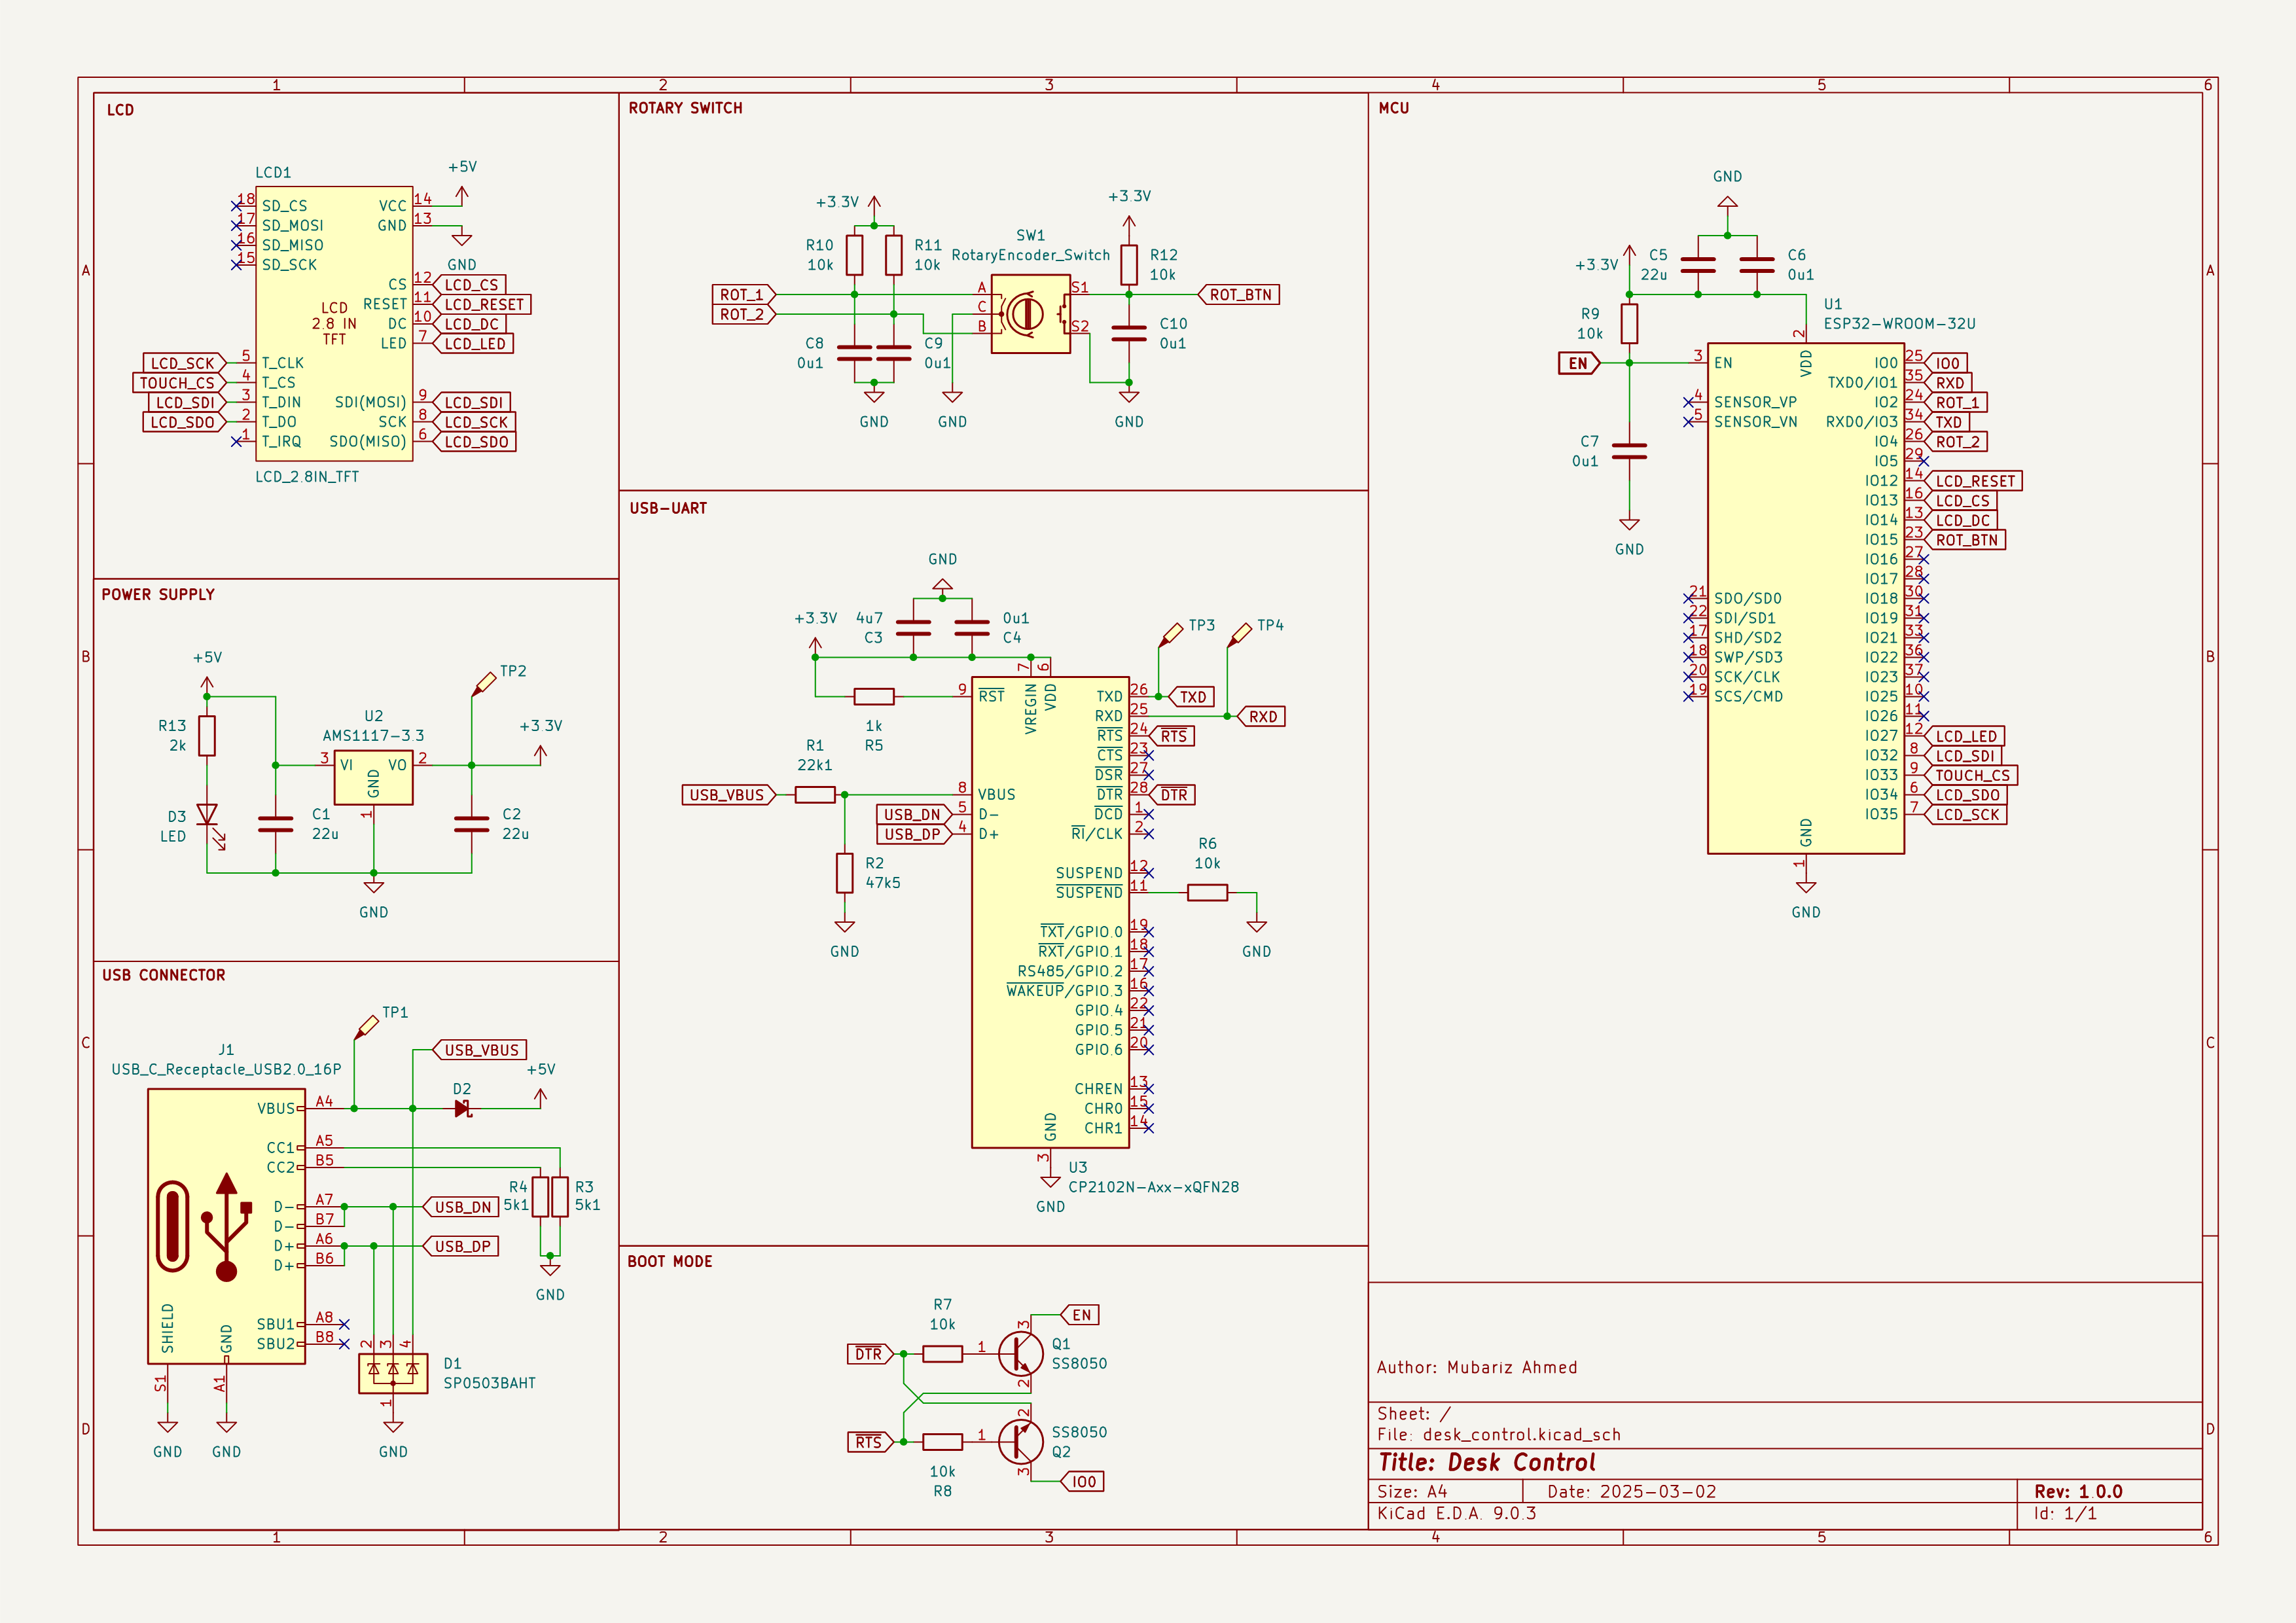 1 2 3 4 5 6
A
B
C
D
LCD
LCD1
+5V
18 SD_CS
17 SD_MOSI
16 SD_MISO
15 SD_SCK
VCC 14
GND 13
GND
CS 12 LCD_CS
RESET 11 LCD_RESET
DC 10 LCD_DC
LED 7 LCD_LED
LCD
2.8 IN
TFT
LCD_SCK 5 T_CLK
TOUCH_CS 4 T_CS
LCD_SDI 3 T_DIN
LCD_SDO 2 T_DO
1 T_IRQ
SDI(MOSI) 9 LCD_SDI
SCK 8 LCD_SCK
SDO(MISO) 6 LCD_SDO
LCD_2.8IN_TFT
POWER SUPPLY
+5V
TP2
R13
2k
U2
AMS1117-3.3
+3.3V
3 VI
VO 2
GND
1
D3
LED
C1
22u
C2
22u
GND
USB CONNECTOR
TP1
J1
USB_C_Receptacle_USB2.0_16P
USB_VBUS
+5V
D2
VBUS A4
CC1 A5
CC2 B5
D- A7
D- B7
D+ A6
D+ B6
USB_DN
USB_DP
R4
5k1
R3
5k1
GND
SBU1 A8
SBU2 B8
SHIELD
GND
S1
A1
2 3 4
1
D1
SP0503BAHT
GND
GND
GND
ROTARY SWITCH
+3.3V
+3.3V
R10
10k
R11
10k
SW1
RotaryEncoder_Switch
R12
10k
ROT_1
ROT_2
A
C
B
S1
S2
ROT_BTN
C8
0u1
C9
0u1
C10
0u1
GND
GND
GND
USB-UART
GND
+3.3V
4u7
C3
0u1
C4
TP3
TP4
7 6
9 RST
VREGIN
VDD
1k
R5
R1
22k1
USB_VBUS
8 VBUS
USB_DN 5 D-
USB_DP 4 D+
R2
47k5
GND
TXD 26 TXD
RXD 25 RXD
RTS 24 RTS
CTS 23
DSR 27
DTR 28 DTR
DCD 1
RI/CLK 2
SUSPEND 12
SUSPEND 11
R6
10k
GND
TXT/GPIO.0 19
RXT/GPIO.1 18
RS485/GPIO.2 17
WAKEUP/GPIO.3 16
GPIO.4 22
GPIO.5 21
GPIO.6 20
CHREN 13
CHR0 15
CHR1 14
GND
3
U3
CP2102N-Axx-xQFN28
GND
BOOT MODE
R7
10k
DTR
1
3
EN
Q1
SS8050
2
2
SS8050
Q2
RTS
1
10k
R8
3
IO0
MCU
GND
+3.3V
C5
22u
C6
0u1
R9
10k
U1
ESP32-WROOM-32U
2
VDD
EN 3 EN
4 SENSOR_VP
5 SENSOR_VN
C7
0u1
GND
21 SDO/SD0
22 SDI/SD1
17 SHD/SD2
18 SWP/SD3
20 SCK/CLK
19 SCS/CMD
IO0 25 IO0
TXD0/IO1 35 RXD
IO2 24 ROT_1
RXD0/IO3 34 TXD
IO4 26 ROT_2
IO5 29
IO12 14 LCD_RESET
IO13 16 LCD_CS
IO14 13 LCD_DC
IO15 23 ROT_BTN
IO16 27
IO17 28
IO18 30
IO19 31
IO21 33
IO22 36
IO23 37
IO25 10
IO26 11
IO27 12 LCD_LED
IO32 8 LCD_SDI
IO33 9 TOUCH_CS
IO34 6 LCD_SDO
IO35 7 LCD_SCK
GND
1
GND
Author: Mubariz Ahmed
Sheet: /
File: desk_control.kicad_sch
Title: Desk Control
Size: A4 Date: 2025-03-02 Rev: 1.0.0
KiCad E.D.A. 9.0.3 Id: 1/1
A
B
C
D
1 2 3 4 5 6